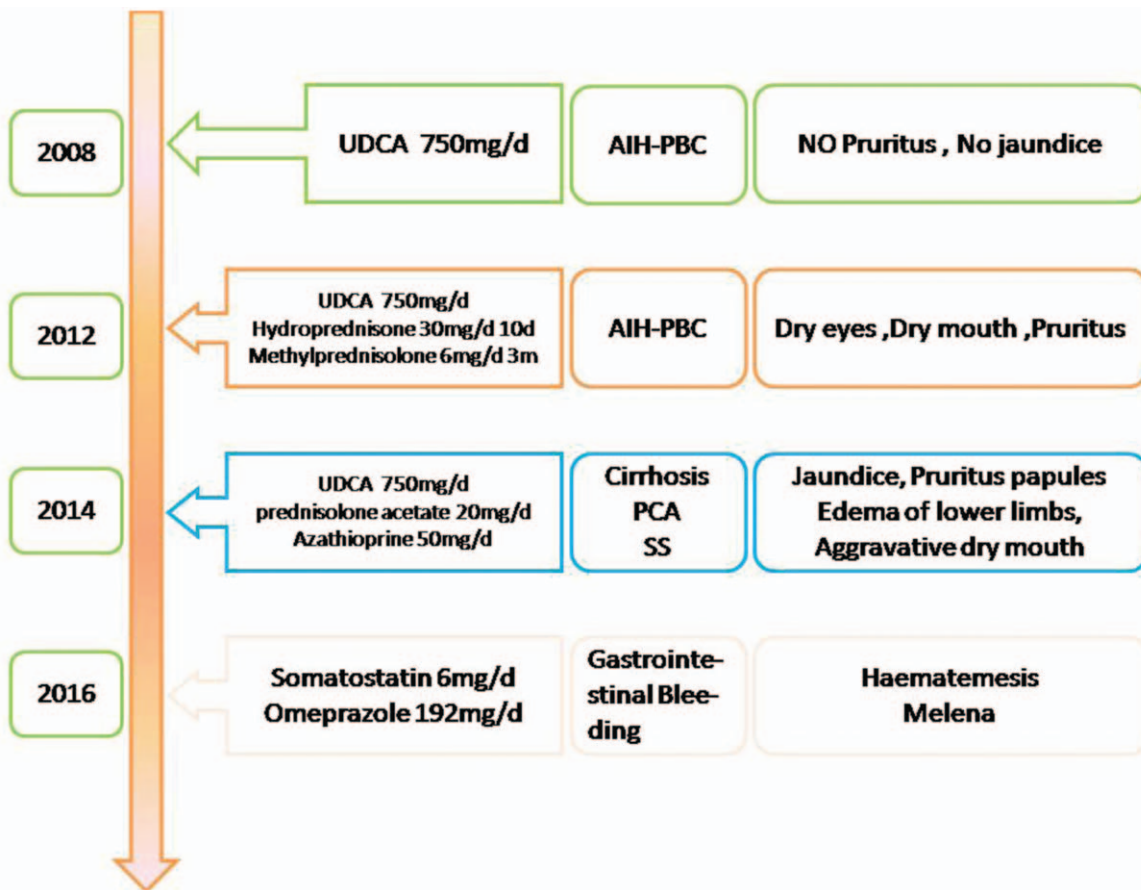 2008
UDCA 750mg/d
AIH-PBC
NO Pruritus , No jaundice
2012
UDCA 750mg/d
Hydroprednisone 30mg/d 10d
Methylprednisolone 6mg/d 3m
AIH-PBC
Dry eyes ,Dry mouth ,Pruritus
2014
UDCA 750mg/d
prednisolone acetate 20mg/d
Azathioprine 50mg/d
Cirrhosis
PCA
SS
Jaundice, Pruritus papules
Edema of lower limbs,
Aggravative dry mouth
2016
Somatostatin 6mg/d
Omeprazole 192mg/d
Gastrointe-
stinal Blee-
ding
Haematemesis
Melena